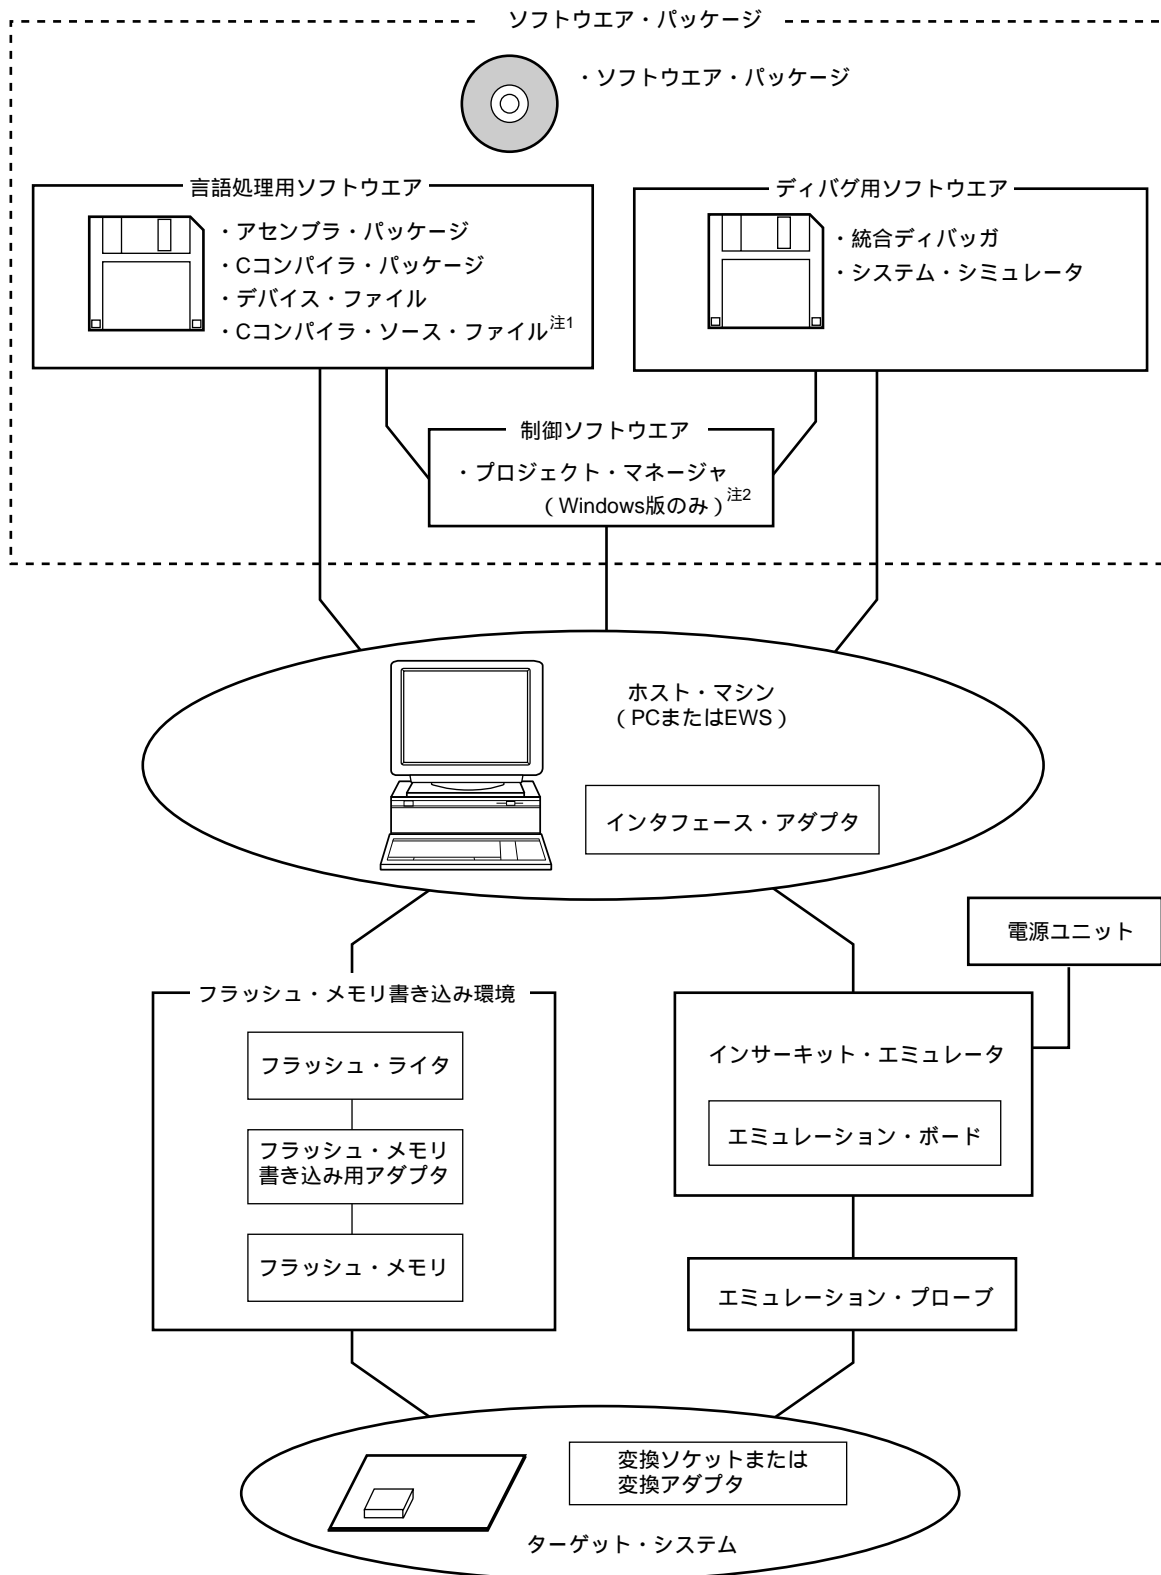 ソフトウエア・パッケージ
・ソフトウエア・パッケージ
言語処理用ソフトウエア
・アセンブラ・パッケージ
・Cコンパイラ・パッケージ
・デバイス・ファイル
・Cコンパイラ・ソース・ファイル注1
ディバグ用ソフトウエア
・統合ディバッガ
・システム・シミュレータ
制御ソフトウエア
・プロジェクト・マネージャ
（Windows版のみ）注2
ホスト・マシン
（PCまたはEWS）
インタフェース・アダプタ
電源ユニット
フラッシュ・メモリ書き込み環境
フラッシュ・ライタ
フラッシュ・メモリ
書き込み用アダプタ
フラッシュ・メモリ
インサーキット・エミュレータ
エミュレーション・ボード
エミュレーション・プローブ
変換ソケットまたは
変換アダプタ
ターゲット・システム